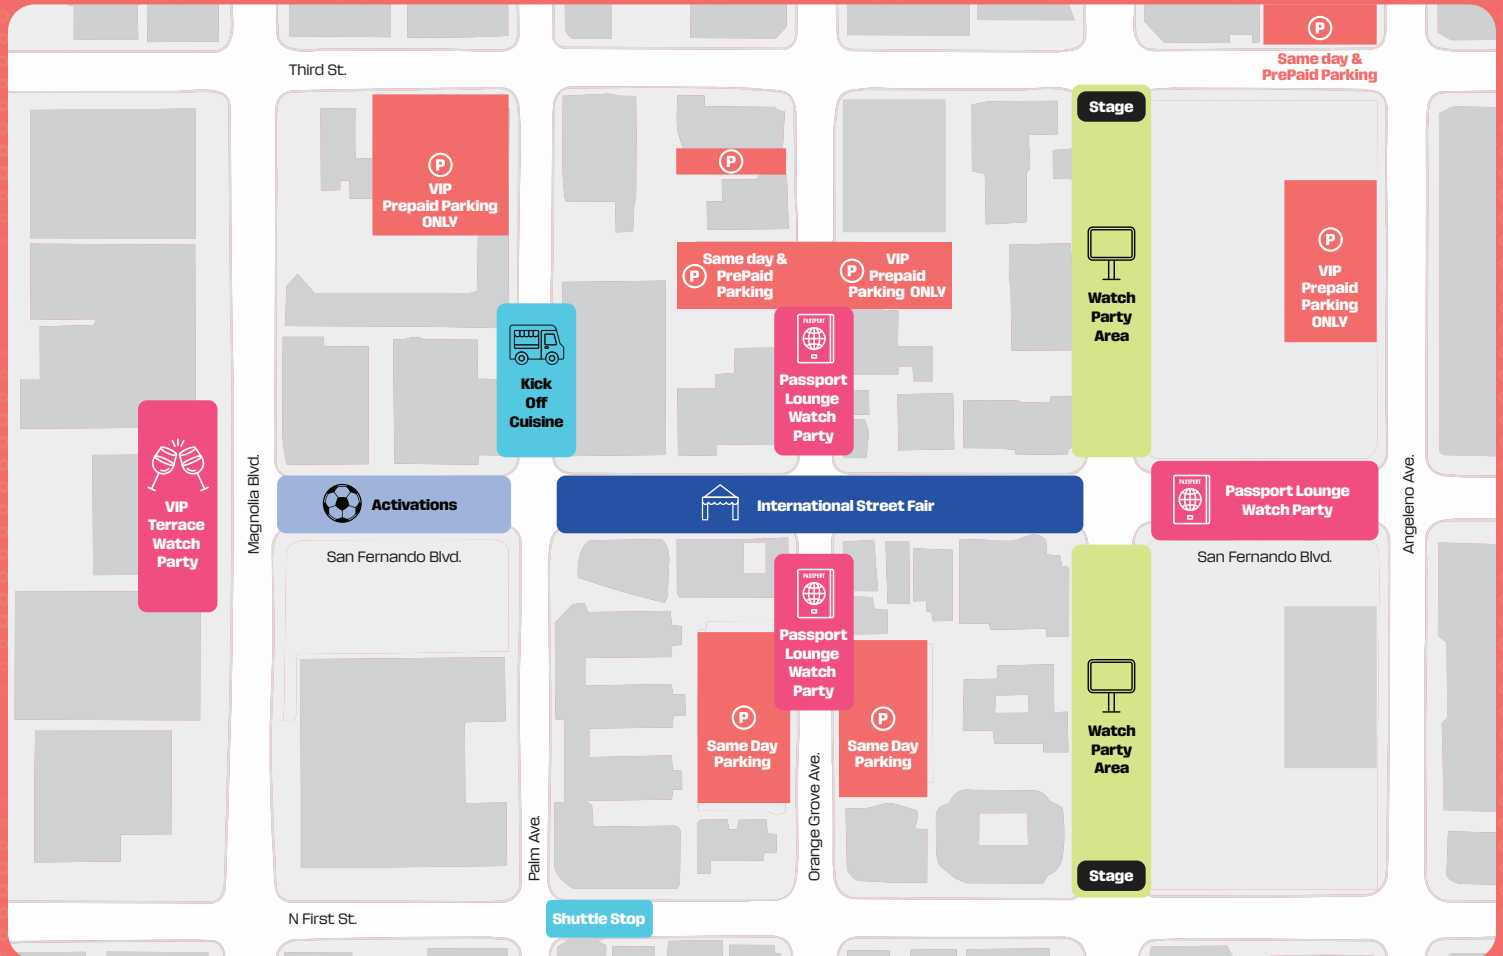 P
Same day &
PrePaid Parking
Third St.
Stage
P
VIP
Prepaid Parking
ONLY
P
P
Same day &
PrePaid
Parking
P
VIP
Prepaid
Parking ONLY
Watch
Party
Area
P
VIP
Prepaid
Parking
ONLY
Kick
Off
Cuisine
PASSPORT
Passport
Lounge
Watch
Party
VIP
Terrace
Watch
Party
Magnolia Blvd.
Activations
International Street Fair
PASSPORT
Passport Lounge
Watch Party
Angeleno Ave.
San Fernando Blvd.
San Fernando Blvd.
PASSPORT
Passport
Lounge
Watch
Party
P
Same Day
Parking
P
Same Day
Parking
Watch
Party
Area
Palm Ave.
Orange Grove Ave.
Stage
N First St.
Shuttle Stop